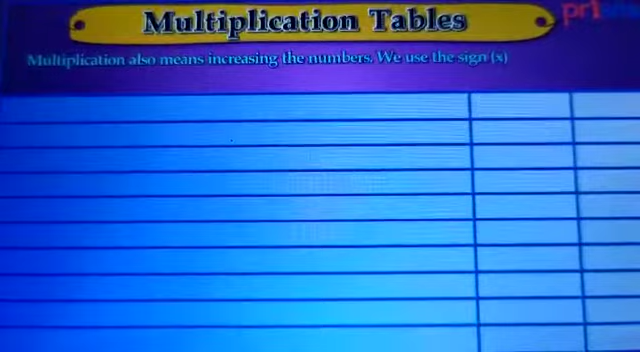 Multiplication Tables
Multiplication also means increasing the numbers. We use the sign (x)